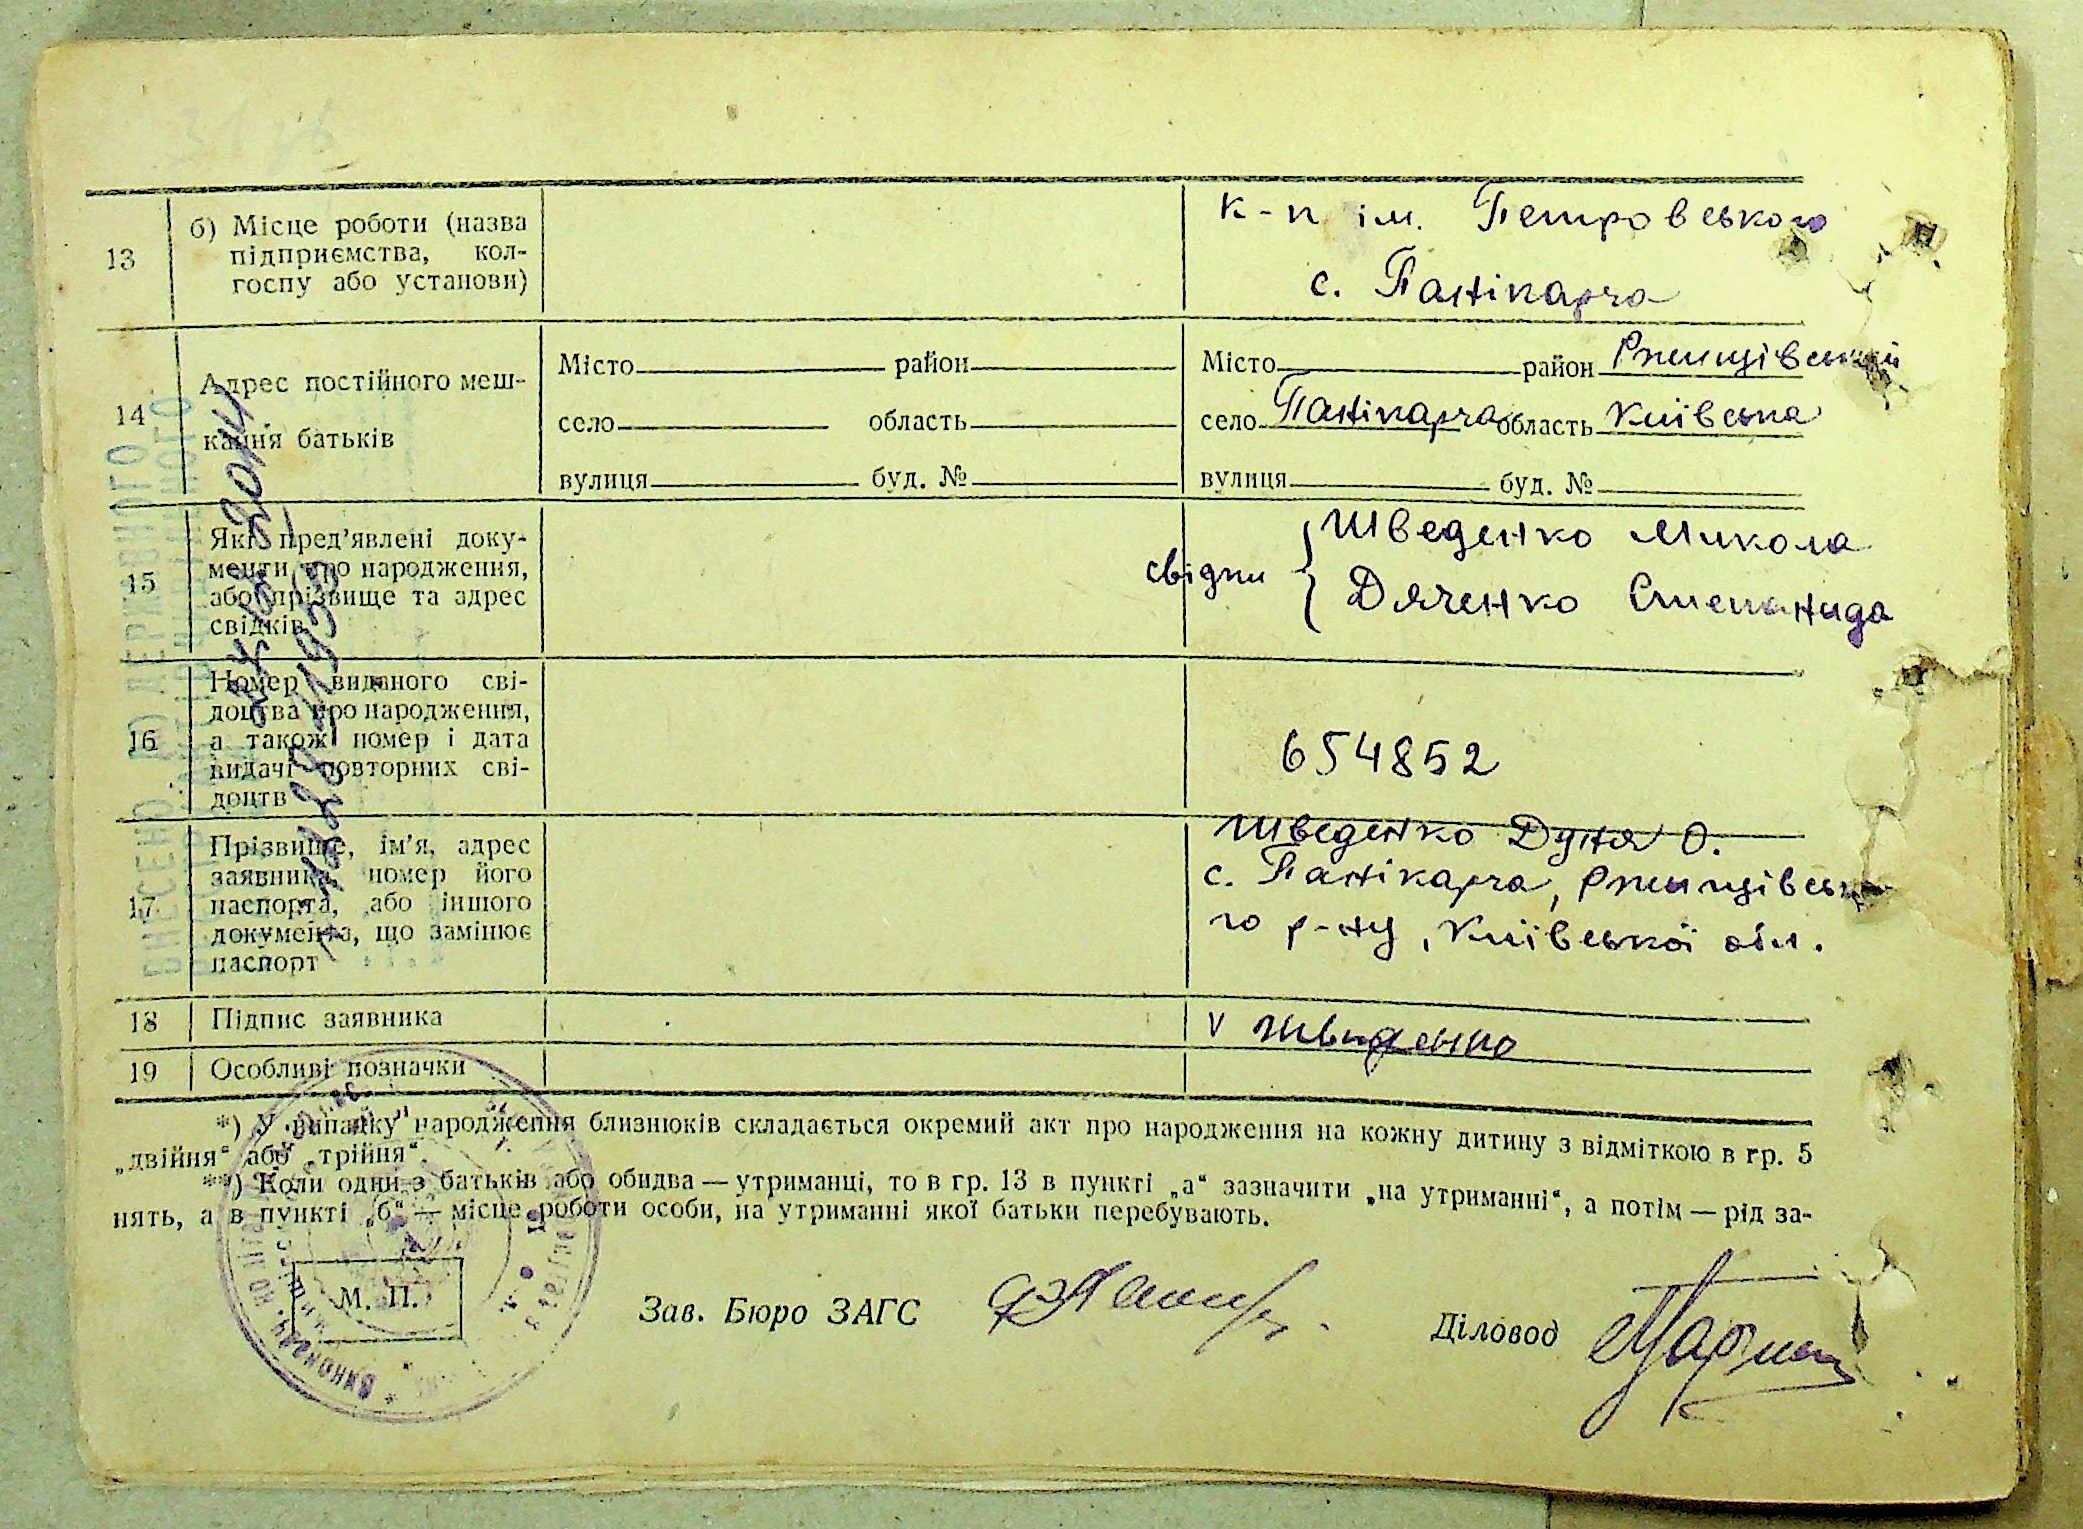 13
б) Місце роботи (назва
підприємства, кол-
госпу або установи)
к-п ім. Петровського
с. Панікарча
14
Адрес постійного меш-
кання батьків
Місто район
село область
вулиця буд. №
Місто район Ржищівський
село Панікарча область Київська
вулиця буд. №
15
Які пред’явлені доку-
менти про народження,
або прізвище та адрес
свідків
свідки { Шведенко Микола
Дяченко Степанида
16
Номер виданого сві-
доцтва про народження,
а також номер і дата
видачі повторних сві-
доцтв
654852
17
Прізвище, ім’я, адрес
заявника, номер його
паспорта, або іншого
документа, що замінює
паспорт
Шведенко Дуня О.
с. Панікарча, Ржищівсько
го р-ну, Київської обл.
18
Підпис заявника
V Шведенко
19
Особливі позначки
*) У випадку народження близнюків складається окремий акт про народження на кожну дитину з відміткою в гр. 5
„двійня“ або „трійня“.
**) Коли один з батьків або обидва — утриманці, то в гр. 13 в пункті „а“ зазначити „на утриманні“, а потім — рід за-
нять, а в пункті „б“ — місце роботи особи, на утриманні якої батьки перебувають.
М. П.
Зав. Бюро ЗАГС
Діловод
ВНЕСЕНО ДО ДЕРЖАВНОГО